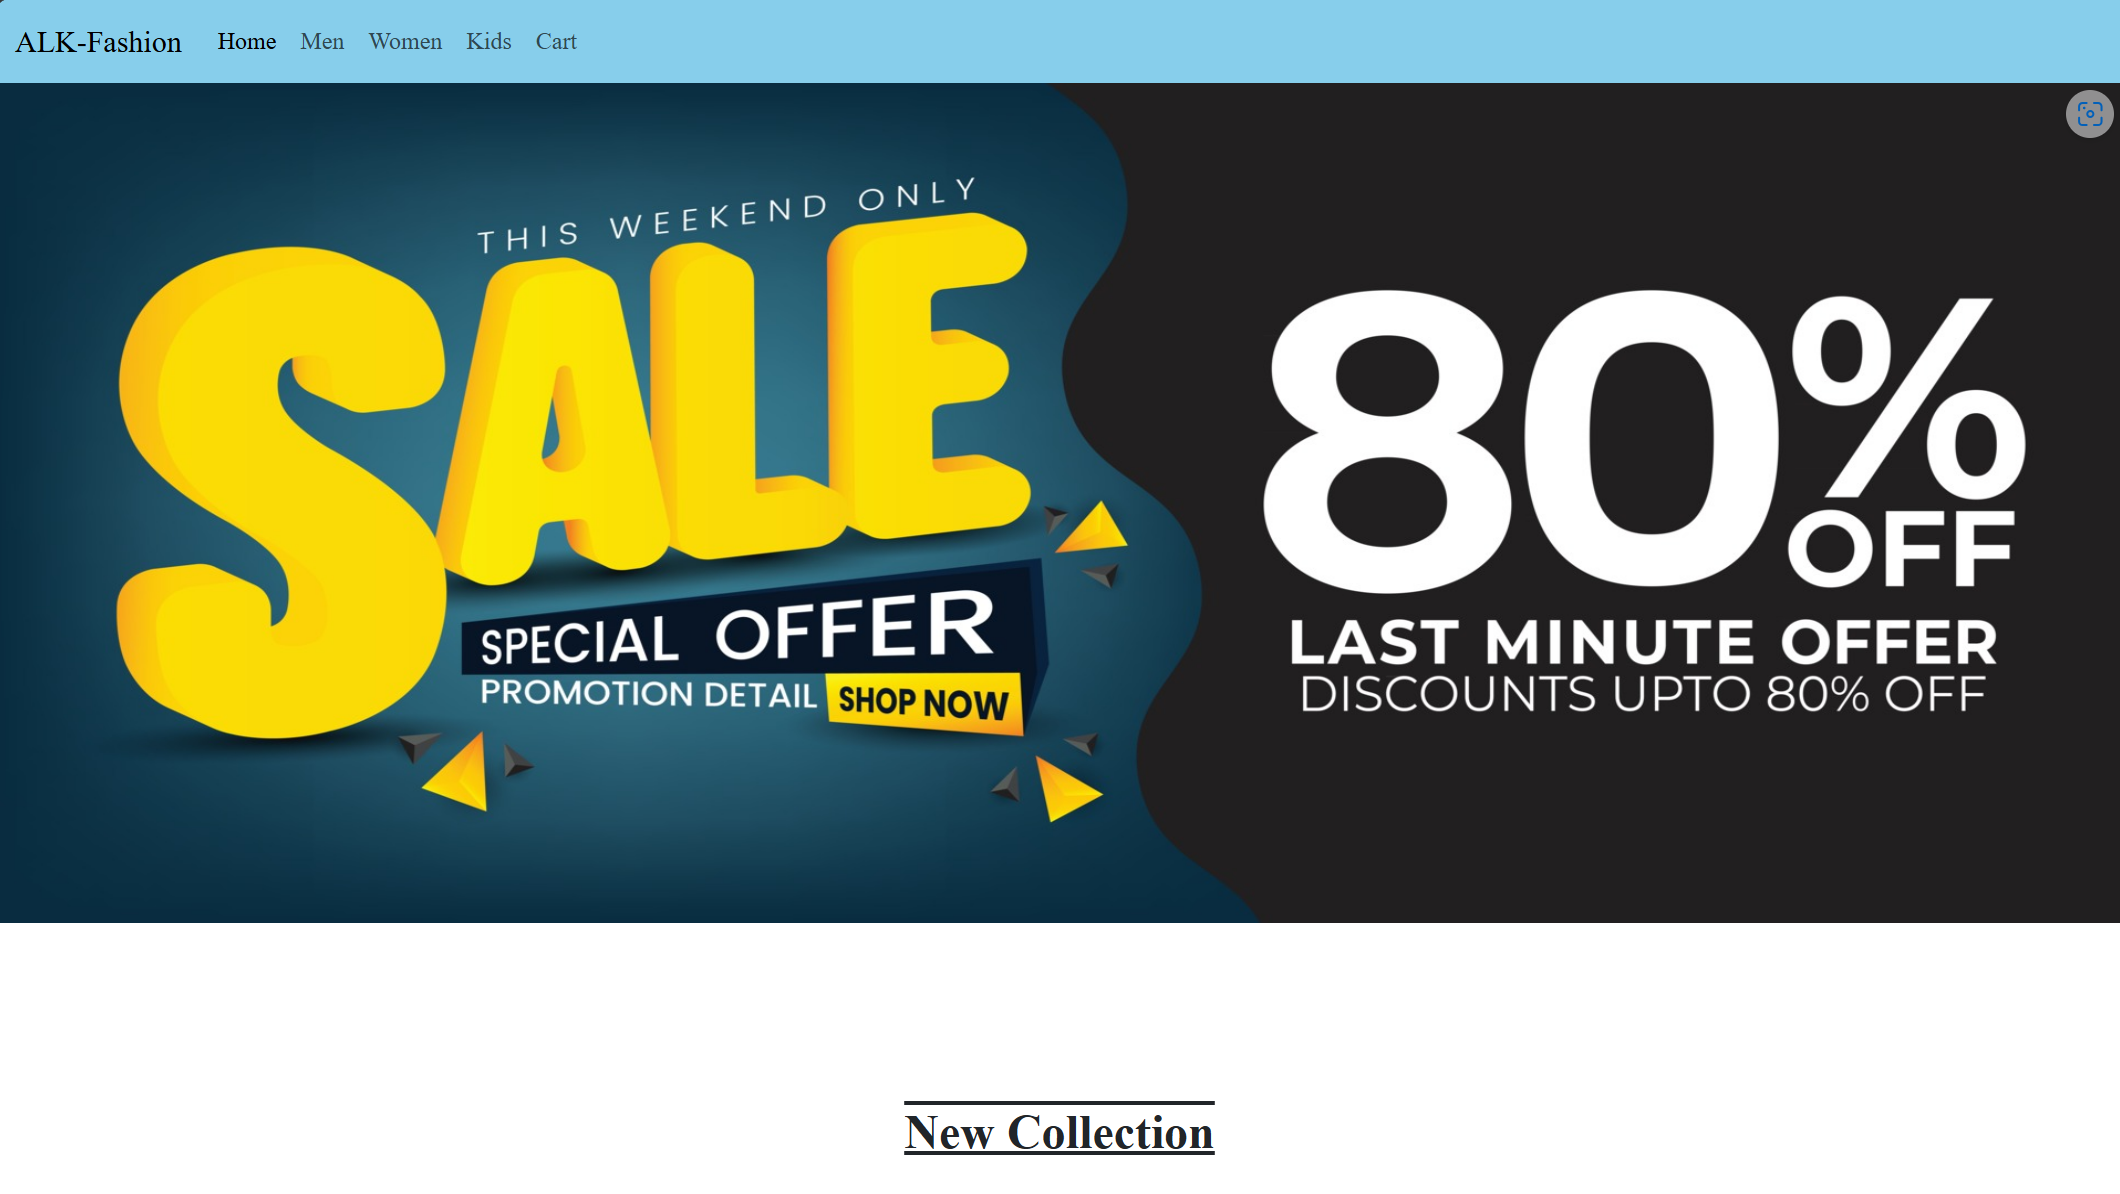 ALK-Fashion Home Men Women Kids Cart
THIS WEEKEND ONLY
SALE
SPECIAL OFFER
PROMOTION DETAIL SHOP NOW
80%
OFF
LAST MINUTE OFFER
DISCOUNTS UPTO 80% OFF
New Collection